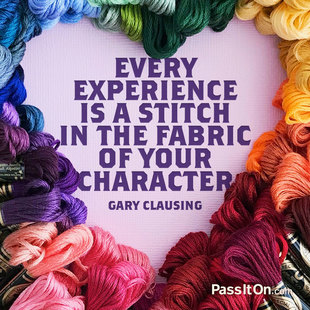 EVERY
EXPERIENCE
IS A STITCH
IN THE FABRIC
OF YOUR
CHARACTER
GARY CLAUSING
PassItOn.com